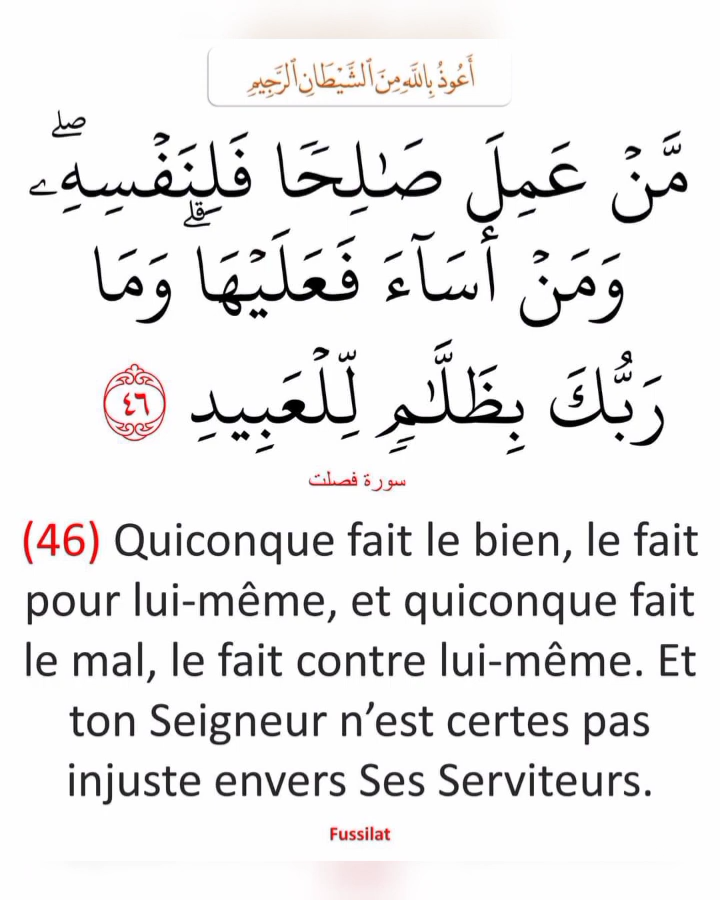 أَعُوذُ بِاللَّهِ مِنَ ٱلشَّيْطَانِ ٱلرَّجِيمِ
مَّنۡ عَمِلَ صَٰلِحٗا فَلِنَفۡسِهِۦۖ
وَمَنۡ أَسَآءَ فَعَلَيۡهَاۗ وَمَا
رَبُّكَ بِظَلَّٰمٖ لِّلۡعَبِيدِ ٤٦
سورة فصلت
(46) Quiconque fait le bien, le fait
pour lui-même, et quiconque fait
le mal, le fait contre lui-même. Et
ton Seigneur n’est certes pas
injuste envers Ses Serviteurs.
Fussilat